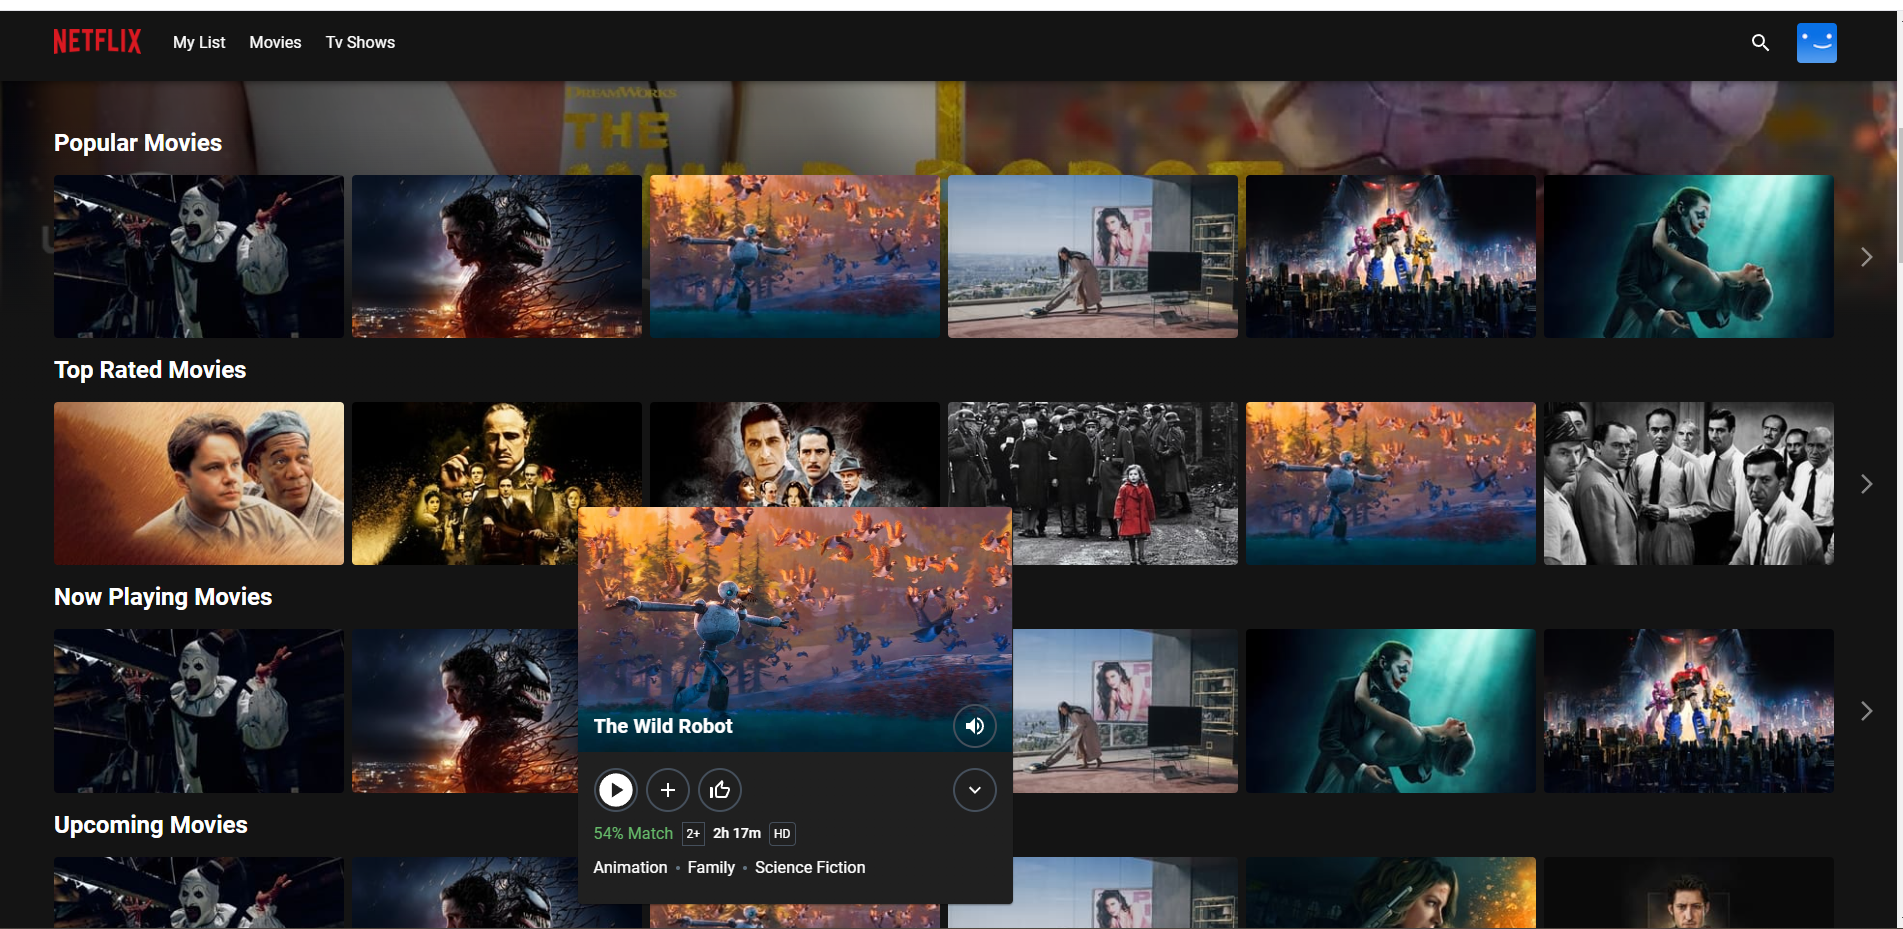 NETFLIX My List Movies Tv Shows
DREAMWORKS
THE
ROBOT
Popular Movies
Top Rated Movies
Now Playing Movies
The Wild Robot
54% Match 2+ 2h 17m HD
Animation • Family • Science Fiction
Upcoming Movies